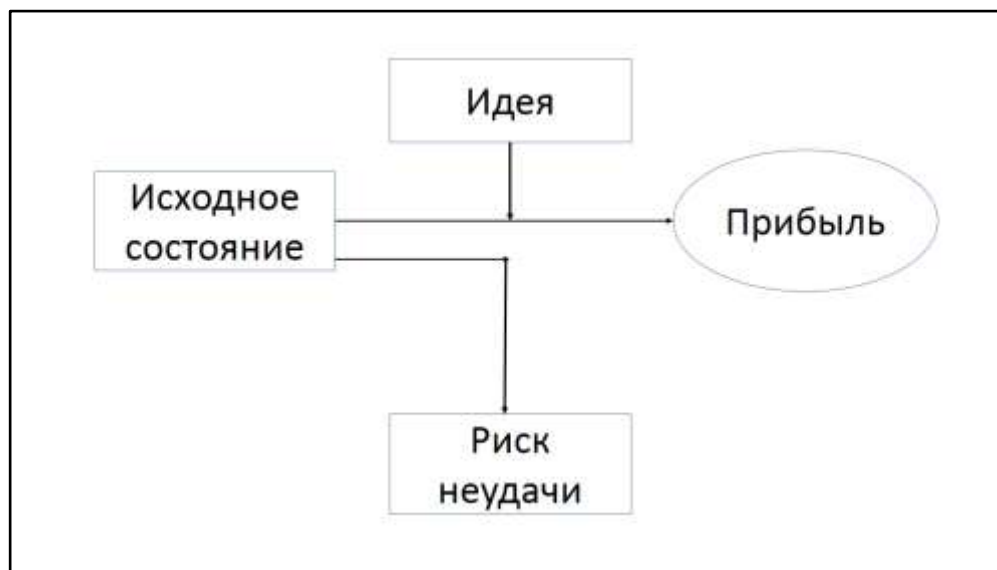 Идея
Исходное
состояние
Прибыль
Риск
неудачи